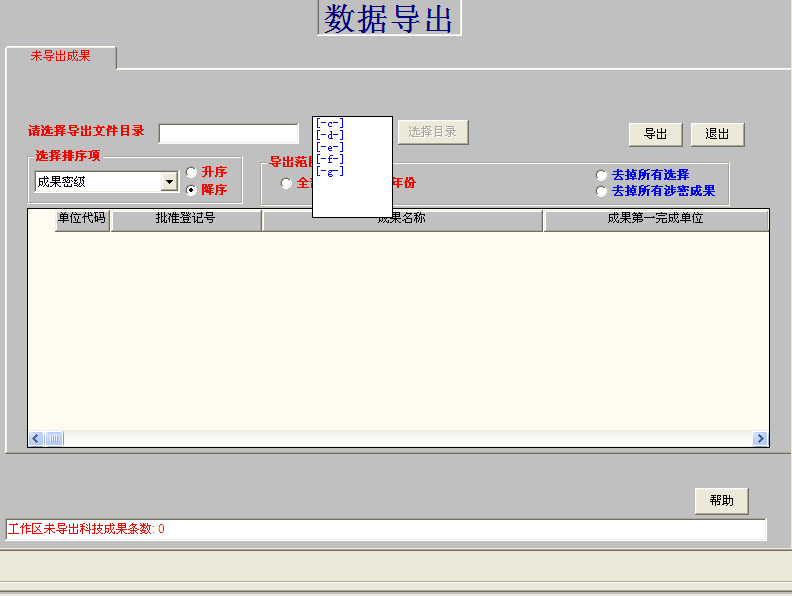 数据导出
未导出成果
请选择导出文件目录
[-c-]
[-d-]
[-e-]
[-f-]
[-g-]
选择目录
导出
退出
选择排序项
成果密级
升序
降序
导出范
年份
去掉所有选择
去掉所有涉密成果
单位代码
批准登记号
成果名称
成果第一完成单位
帮助
工作区未导出科技成果条数: 0